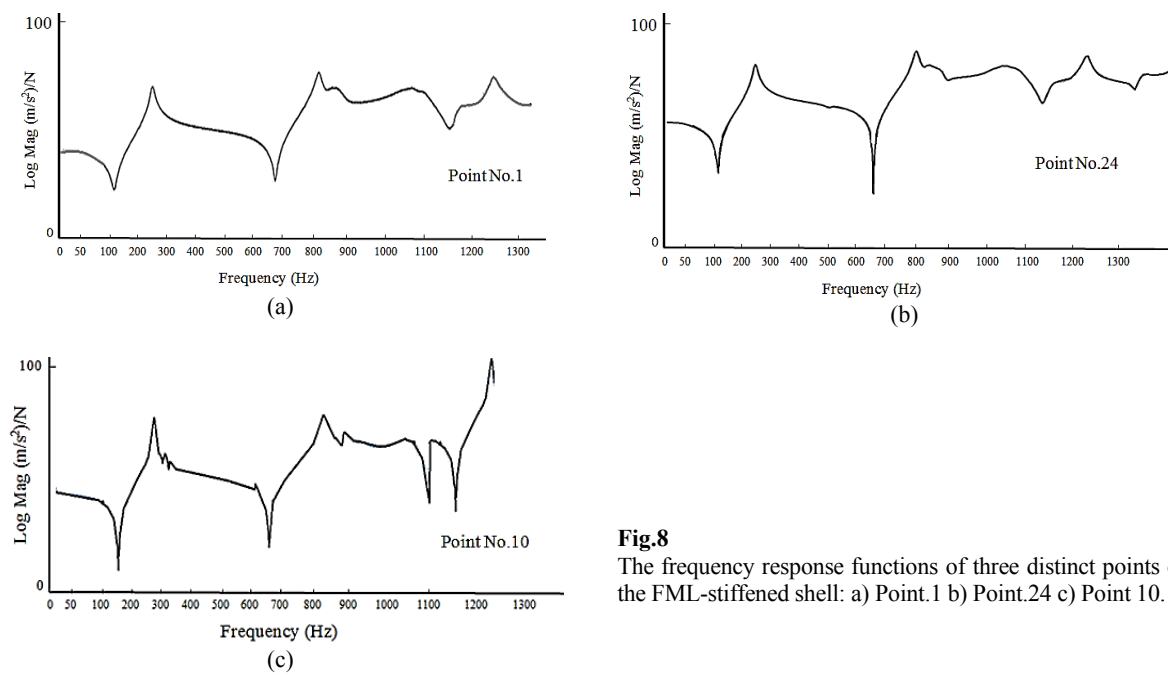 100
Log Mag (m/s²)/N
Point No.1
0
0 50 100 200 300 400 500 600 700 800 900 1000 1100 1200 1300
Frequency (Hz)
(a)
100
Log Mag (m/s²)/N
Point No.24
0
0 50 100 200 300 400 500 600 700 800 900 1000 1100 1200 1300
Frequency (Hz)
(b)
100
Log Mag (m/s²)/N
Point No.10
0
0 50 100 200 300 400 500 600 700 800 900 1000 1100 1200 1300
Frequency (Hz)
(c)
Fig.8
The frequency response functions of three distinct points
the FML-stiffened shell: a) Point.1 b) Point.24 c) Point 10.